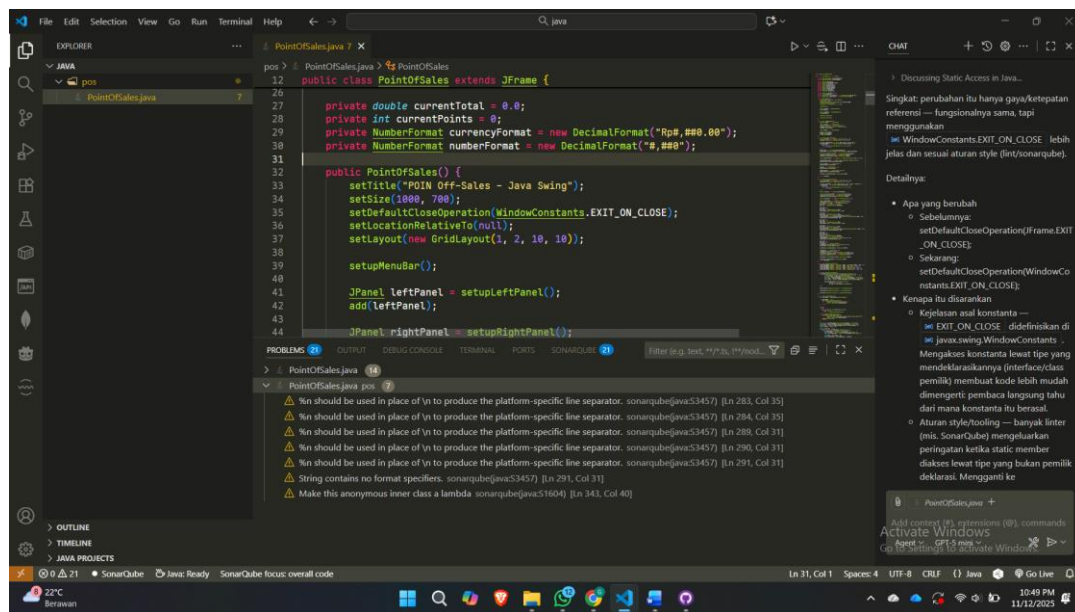 File Edit Selection View Go Run Terminal Help
java
EXPLORER
JAVA
pos
PointOfSales.java 7
OUTLINE
TIMELINE
JAVA PROJECTS
PointOfSales.java 7
pos > PointOfSales.java > PointOfSales
12 public class PointOfSales extends JFrame {
26
27 private double currentTotal = 0.0;
28 private int currentPoints = 0;
29 private NumberFormat currencyFormat = new DecimalFormat("Rp#,##0.00");
30 private NumberFormat numberFormat = new DecimalFormat("#,##0");
31
32 public PointOfSales() {
33 setTitle("POIN Off-Sales - Java Swing");
34 setSize(1000, 700);
35 setDefaultCloseOperation(WindowConstants.EXIT_ON_CLOSE);
36 setLocationRelativeTo(null);
37 setLayout(new GridLayout(1, 2, 10, 10));
38
39 setupMenuBar();
40
41 JPanel leftPanel = setupLeftPanel();
42 add(leftPanel);
43
44 JPanel rightPanel = setupRightPanel();
PROBLEMS 21 OUTPUT DEBUG CONSOLE TERMINAL PORTS SONARQUBE 21
Filter (e.g. text, **/*.ts, !**/nod...
PointOfSales.java 14
PointOfSales.java pos 7
%n should be used in place of \n to produce the platform-specific line separator. sonarqube(java:S3457) [Ln 283, Col 35]
%n should be used in place of \n to produce the platform-specific line separator. sonarqube(java:S3457) [Ln 284, Col 35]
%n should be used in place of \n to produce the platform-specific line separator. sonarqube(java:S3457) [Ln 289, Col 31]
%n should be used in place of \n to produce the platform-specific line separator. sonarqube(java:S3457) [Ln 290, Col 31]
%n should be used in place of \n to produce the platform-specific line separator. sonarqube(java:S3457) [Ln 291, Col 31]
String contains no format specifiers. sonarqube(java:S3457) [Ln 291, Col 31]
Make this anonymous inner class a lambda sonarqube(java:S1604) [Ln 343, Col 40]
CHAT
Discussing Static Access in Java...
Singkat: perubahan itu hanya gaya/ketepatan
referensi — fungsionalnya sama, tapi
menggunakan
WindowConstants.EXIT_ON_CLOSE lebih
jelas dan sesuai aturan style (lint/sonarqube).
Detailnya:
• Apa yang berubah
Sebelumnya:
setDefaultCloseOperation(JFrame.EXIT
_ON_CLOSE);
Sekarang:
setDefaultCloseOperation(WindowCo
nstants.EXIT_ON_CLOSE);
• Kenapa itu disarankan
Kejelasan asal konstanta —
EXIT_ON_CLOSE didefinisikan di
javax.swing.WindowConstants .
Mengakses konstanta lewat tipe yang
mendeklarasikannya (interface/class
pemilik) membuat kode lebih mudah
dimengerti: pembaca langsung tahu
dari mana konstanta itu berasal.
Aturan style/tooling — banyak linter
(mis. SonarQube) mengeluarkan
peringatan ketika static member
diakses lewat tipe yang bukan pemilik
deklarasi. Mengganti ke
PointOfSales.java +
Add context (#), extensions (@), commands
Activate Windows
Agent GPT-5 mini
Go to Settings to activate Windows.
0 21 SonarQube Java: Ready SonarQube focus: overall code
Ln 31, Col 1 Spaces: 4 UTF-8 CRLF {} Java Go Live
22°C
Berawan
10:49 PM
11/12/2025